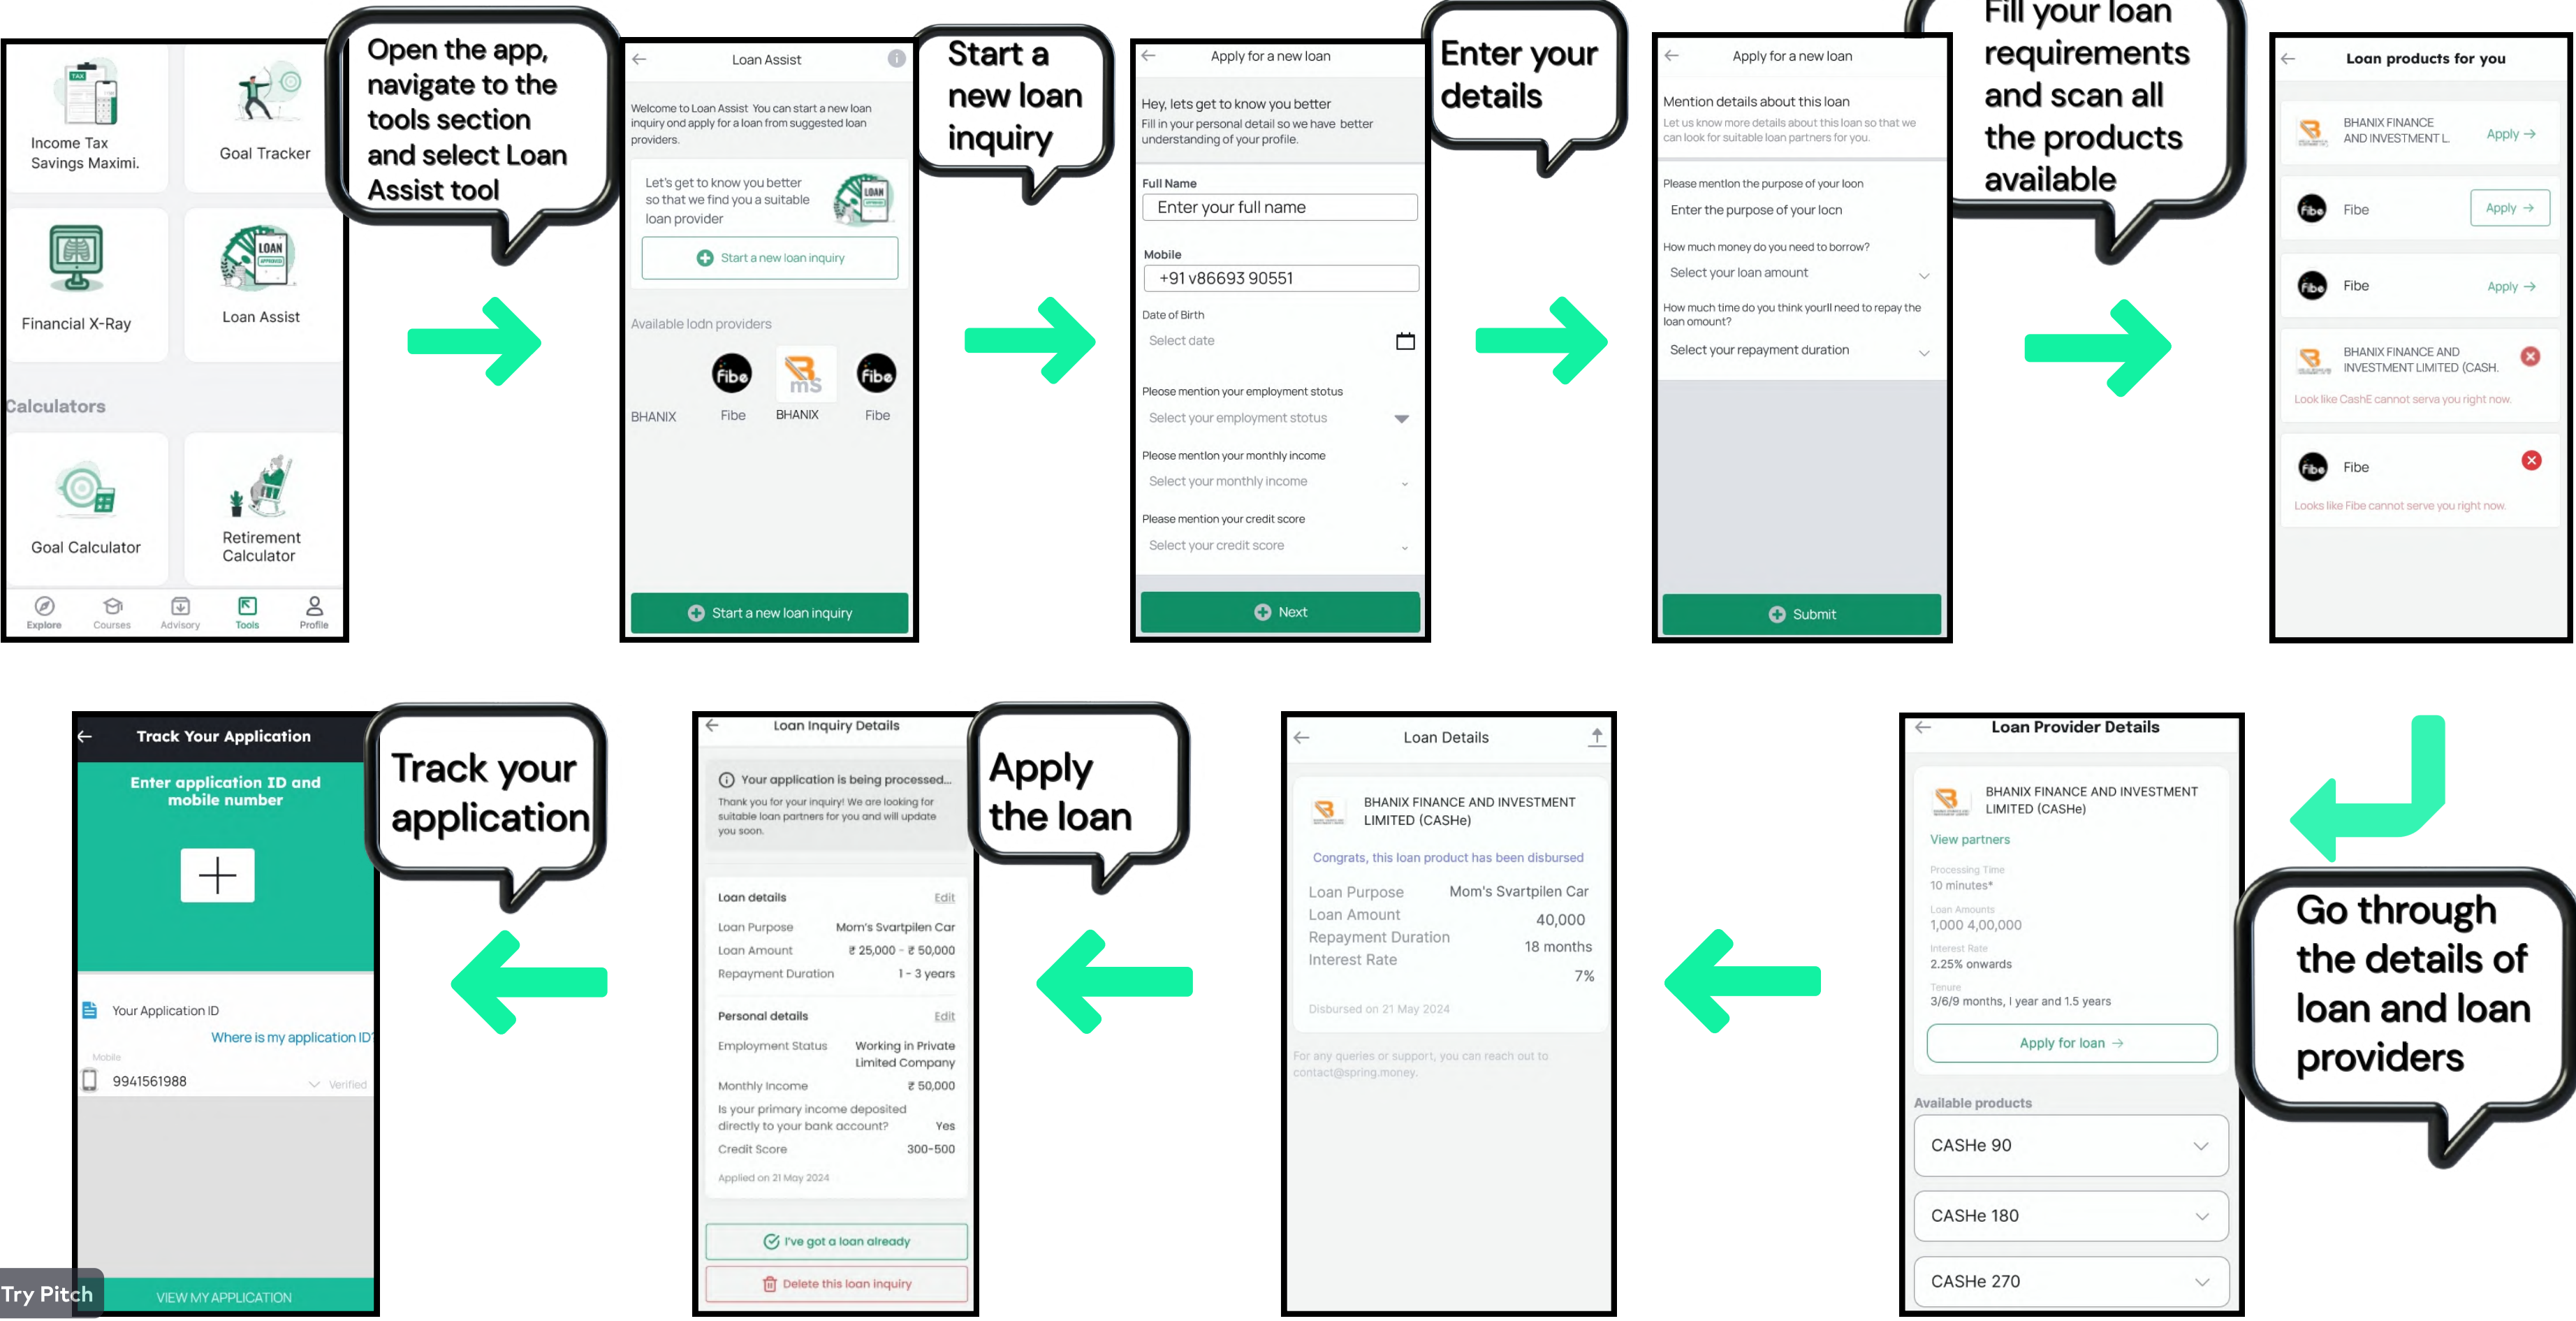 TAX
Income Tax
Savings Maximi.
Goal Tracker
Financial X-Ray
LOAN
APPROVED
Loan Assist
Calculators
Goal Calculator
Retirement
Calculator
Explore
Courses
Advisory
Tools
Profile
Open the app,
navigate to the
tools section
and select Loan
Assist tool
Loan Assist
Welcome to Loan Assist You can start a new loan
inquiry ond apply for a loan from suggested loan
providers.
Let's get to know you better
so that we find you a suitable
loan provider
LOAN
Start a new loan inquiry
Available lodn providers
fibe
mS
fibe
BHANIX
Fibe
BHANIX
Fibe
Start a new loan inquiry
Start a
new loan
inquiry
Apply for a new loan
Hey, lets get to know you better
Fill in your personal detail so we have better
understanding of your profile.
Full Name
Enter your full name
Mobile
+91 v86693 90551
Date of Birth
Select date
Pleose mention your employment status
Select your employment stotus
Pleose mentlon your monthly income
Select your monthly income
Please mention your credit score
Select your credit score
Next
Enter your
details
Apply for a new loan
Mention details about this loan
Let us know more details about this loan so that we
can look for suitable loan partners for you.
Please mentlon the purpose of your loon
Enter the purpose of your locn
How much money do you need to borrow?
Select your loan amount
How much time do you think yourll need to repay the
loan omount?
Select your repayment duration
Submit
Fill your loan
requirements
and scan all
the products
available
Loan products for you
BHANIX FINANCE
AND INVESTMENT L.
Apply →
fibe
Fibe
Apply →
fibe
Fibe
Apply →
BHANIX FINANCE AND
INVESTMENT LIMITED (CASH.
Look like CashE cannot serva you right now.
fibe
Fibe
Looks like Fibe cannot serve you right now.
Go through
the details of
loan and loan
providers
Loan Provider Details
BHANIX FINANCE AND INVESTMENT
LIMITED (CASHe)
View partners
Processing Time
10 minutes*
Loan Amounts
1,000 4,00,000
Interest Rate
2.25% onwards
Tenure
3/6/9 months, I year and 1.5 years
Apply for loan →
Available products
CASHe 90
CASHe 180
CASHe 270
Loan Details
BHANIX FINANCE AND INVESTMENT
LIMITED (CASHe)
Congrats, this loan product has been disbursed
Loan Purpose Mom's Svartpilen Car
Loan Amount 40,000
Repayment Duration 18 months
Interest Rate 7%
Disbursed on 21 May 2024
For any queries or support, you can reach out to
contact@spring.money.
Apply
the loan
Loan Inquiry Details
Your application is being processed...
Thank you for your inquiry! We are looking for
suitable loan partners for you and will update
you soon.
Loan details Edit
Loan Purpose Mom's Svartpilen Car
Loan Amount ₹ 25,000 - ₹ 50,000
Repayment Duration 1 - 3 years
Personal details Edit
Employment Status Working in Private
Limited Company
Monthly Income ₹ 50,000
Is your primary income deposited
directly to your bank account? Yes
Credit Score 300-500
Applied on 21 May 2024
I've got a loan already
Delete this loan inquiry
Track your
application
Track Your Application
Enter application ID and
mobile number
Your Application ID
Where is my application ID?
Mobile
9941561988
Verified
VIEW MY APPLICATION
Try Pitch